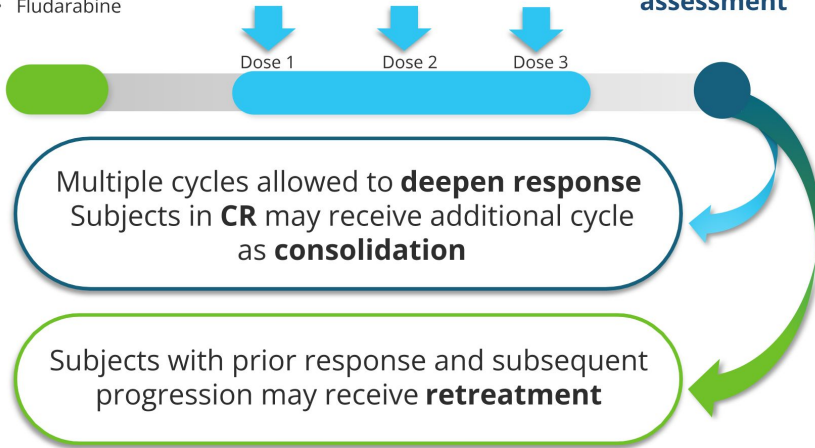 • Fludarabine
assessment
Dose 1 Dose 2 Dose 3
Multiple cycles allowed to deepen response
Subjects in CR may receive additional cycle
as consolidation
Subjects with prior response and subsequent
progression may receive retreatment